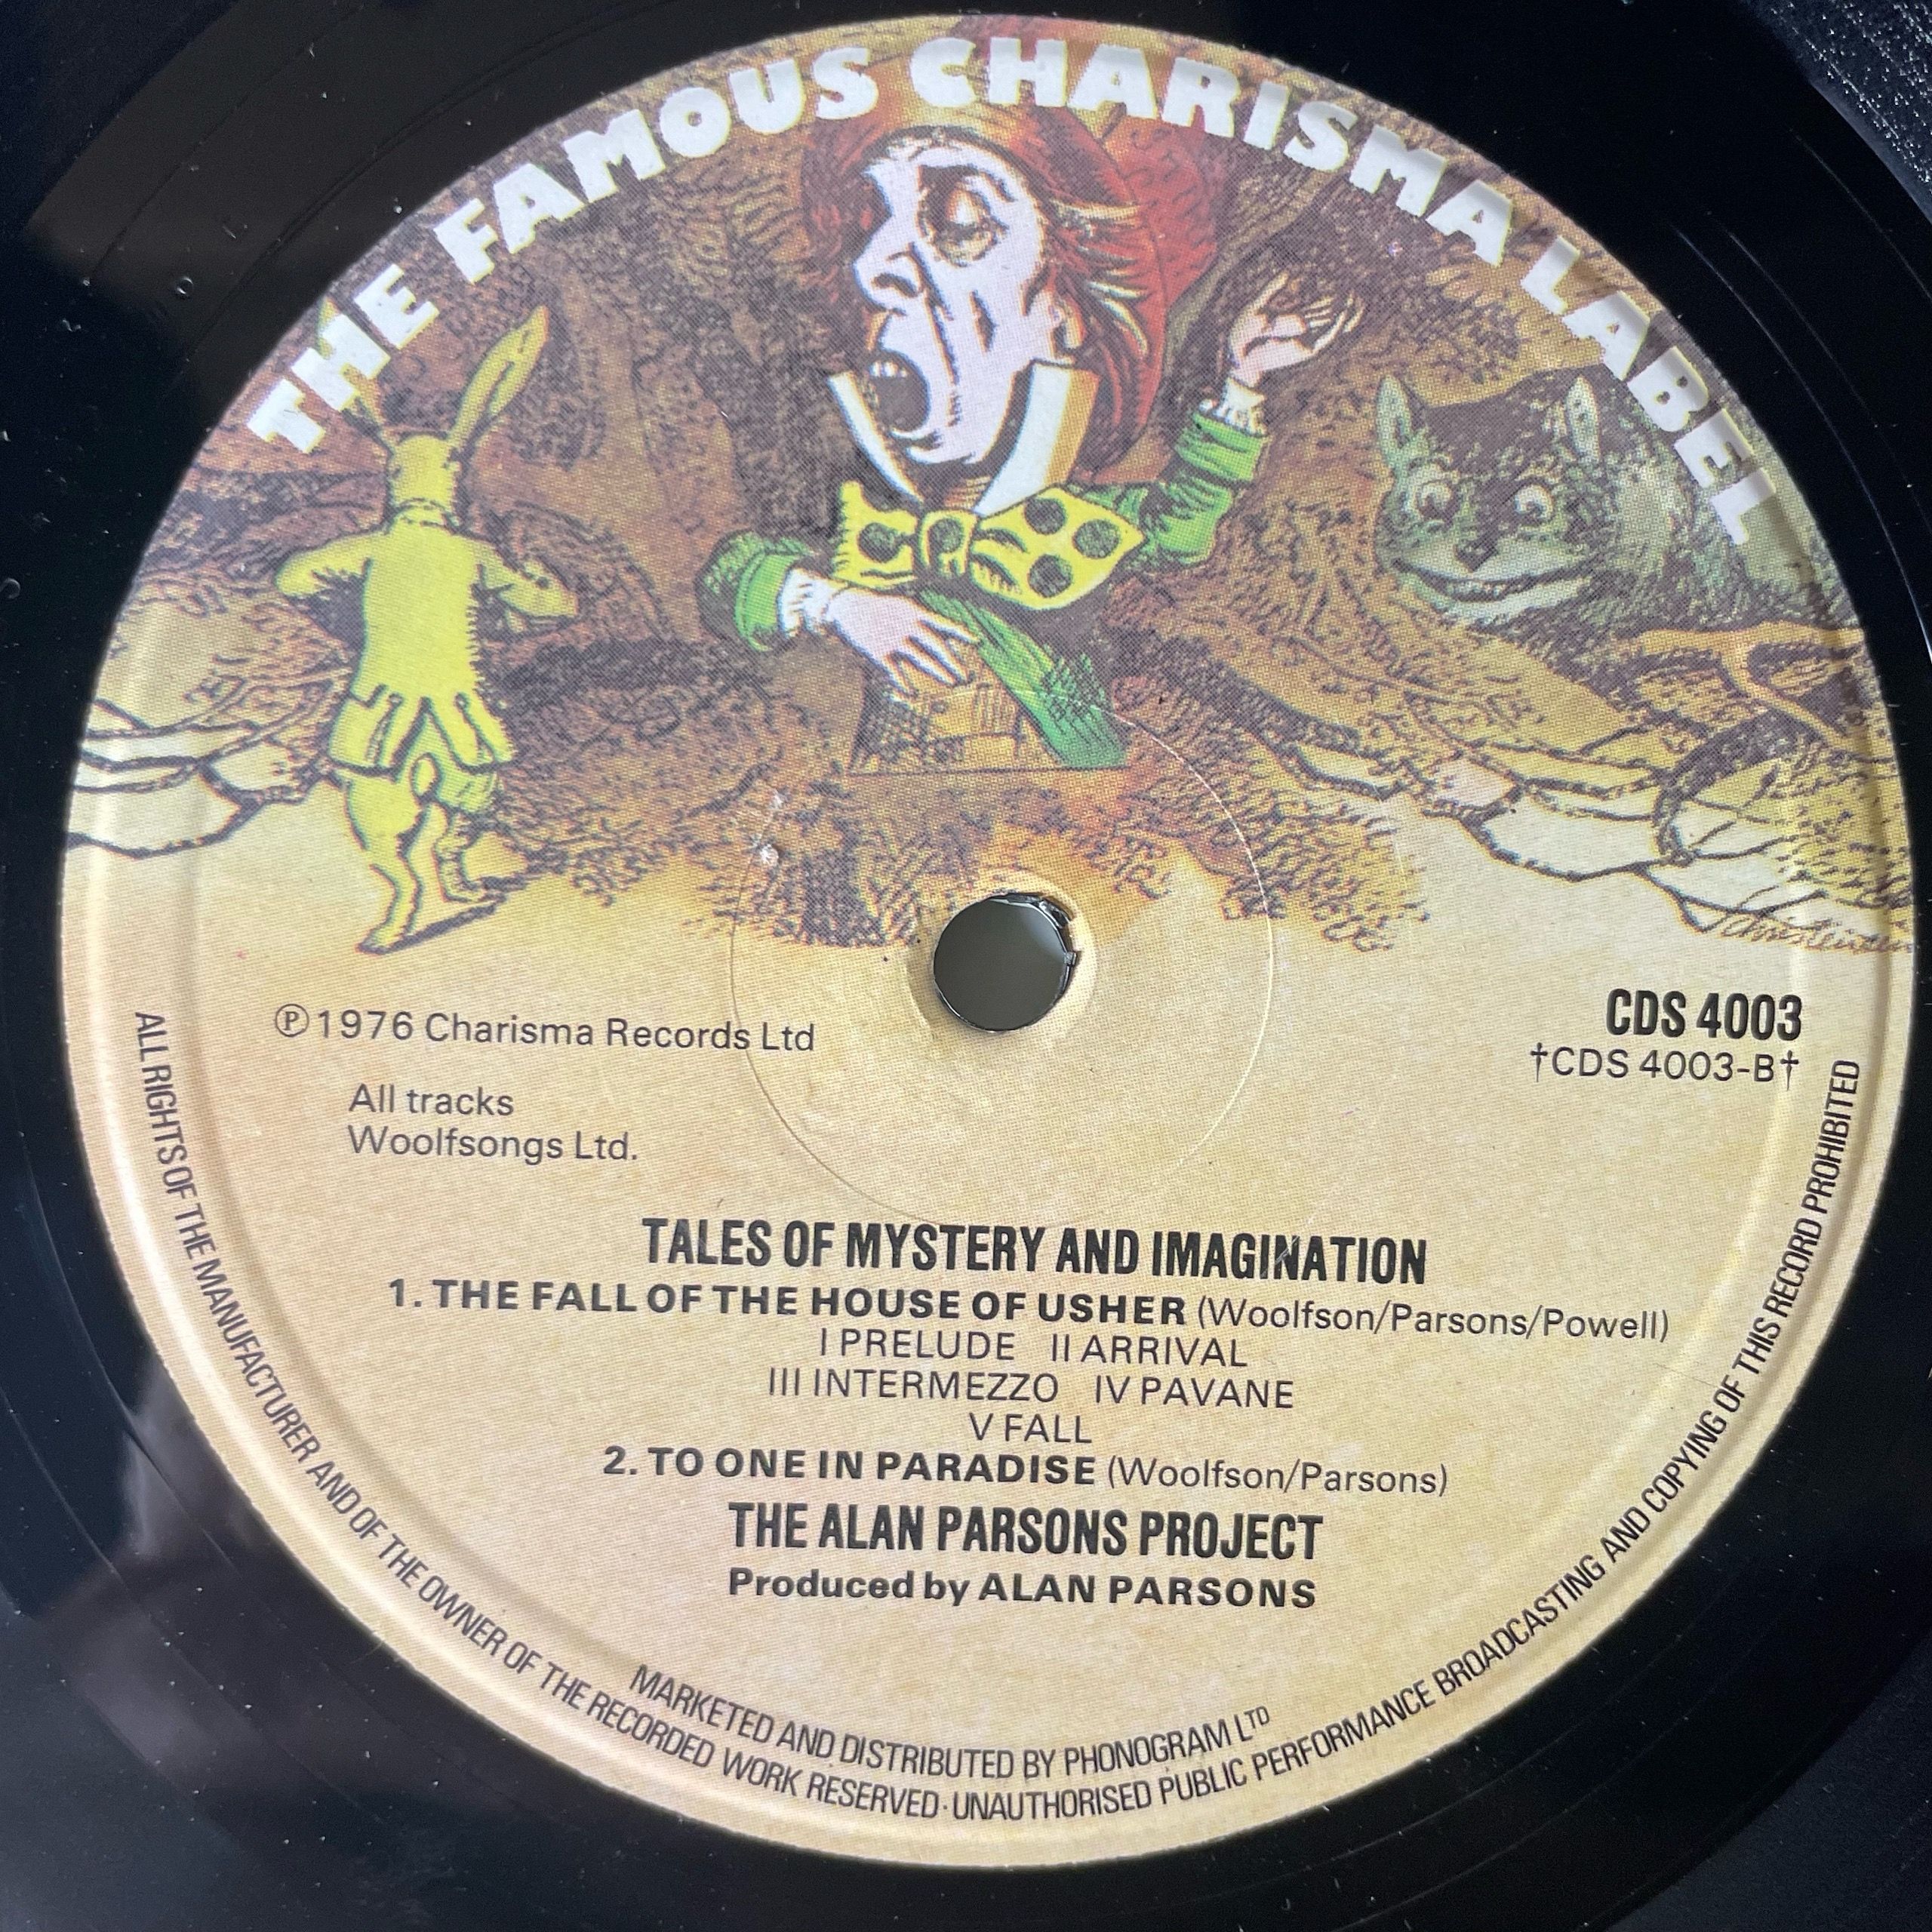 THE FAMOUS CHARISMA LABEL
Christensen
℗1976 Charisma Records Ltd
CDS 4003
†CDS 4003-B†
All tracks
Woolfsongs Ltd.
TALES OF MYSTERY AND IMAGINATION
1. THE FALL OF THE HOUSE OF USHER (Woolfson/Parsons/Powell)
I PRELUDE II ARRIVAL
III INTERMEZZO IV PAVANE
V FALL
2. TO ONE IN PARADISE (Woolfson/Parsons)
THE ALAN PARSONS PROJECT
Produced by ALAN PARSONS
MARKETED AND DISTRIBUTED BY PHONOGRAM LTD
ALL RIGHTS OF THE MANUFACTURER AND OF THE OWNER OF THE RECORDED WORK RESERVED · UNAUTHORISED PUBLIC PERFORMANCE BROADCASTING AND COPYING OF THIS RECORD PROHIBITED